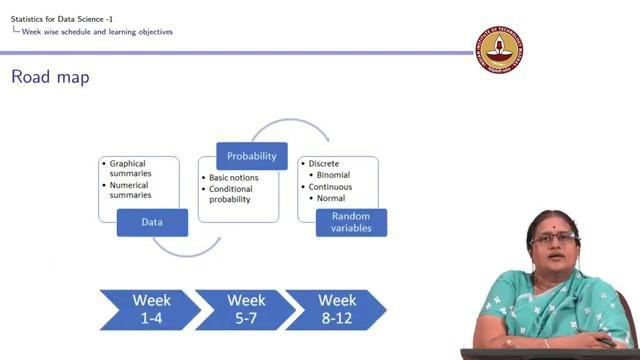 Statistics for Data Science -1
Week wise schedule and learning objectives
Road map
Graphical
summaries
Numerical
summaries
Data
Probability
Basic notions
Conditional
probability
Discrete
Binomial
Continuous
Normal
Random
variables
Week
1-4
Week
5-7
Week
8-12